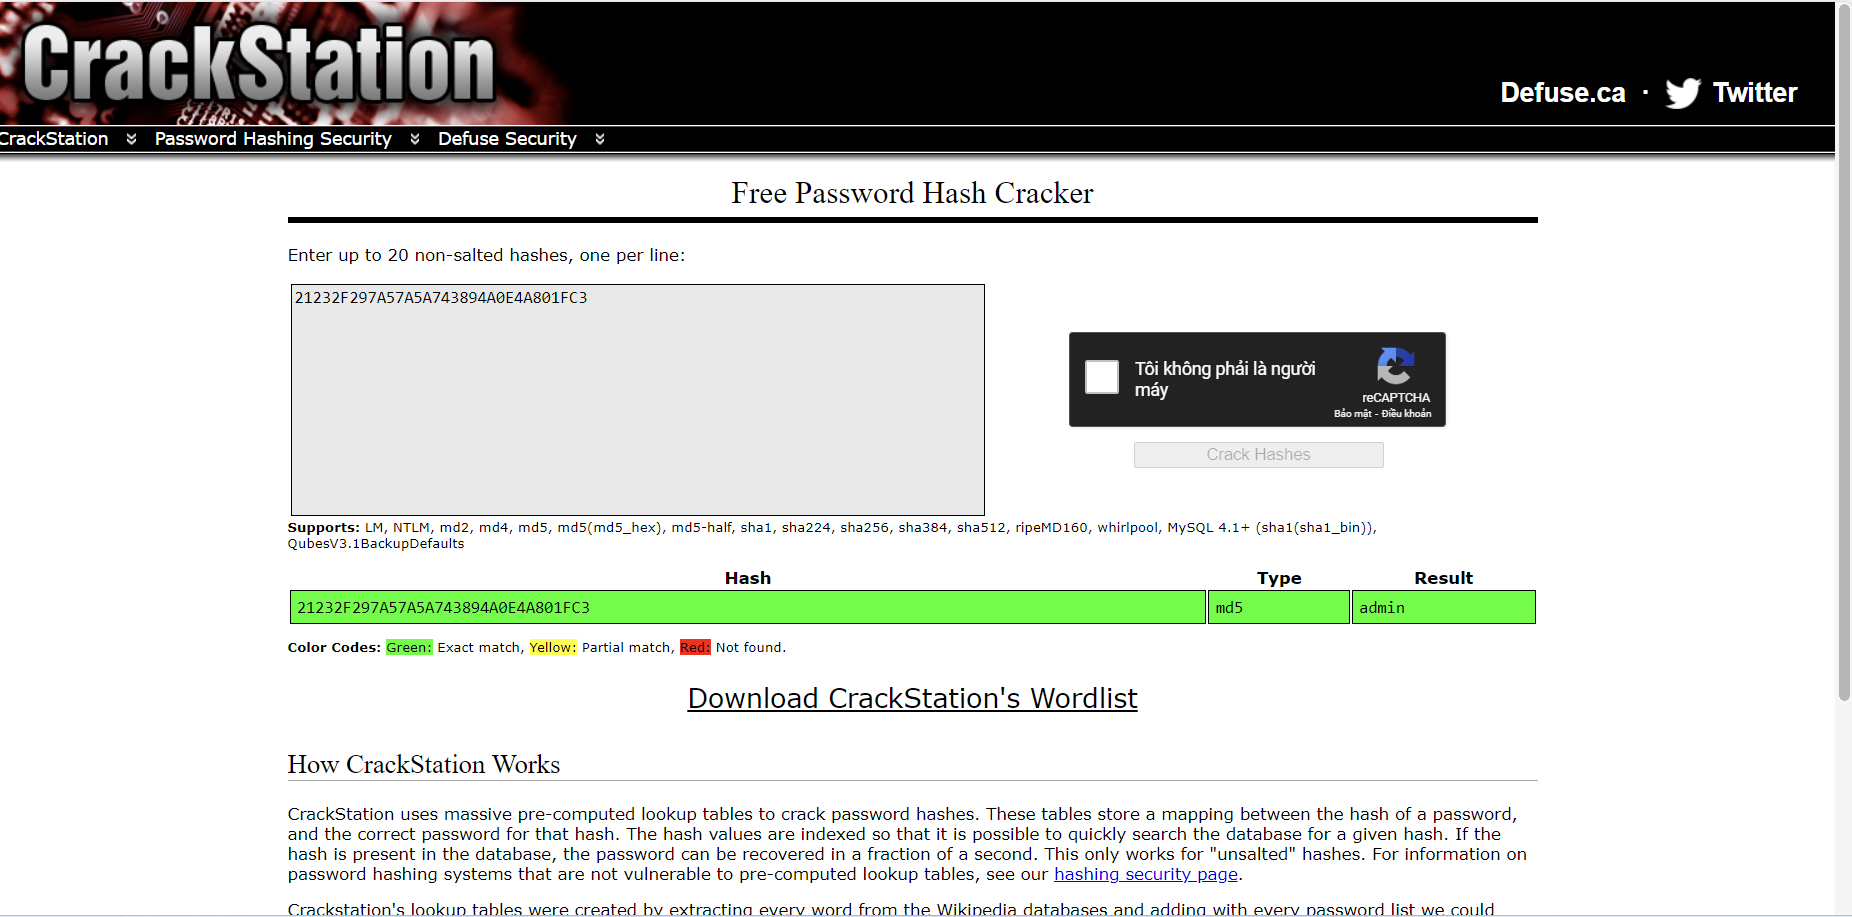 CrackStation
Defuse.ca · Twitter
CrackStation Password Hashing Security Defuse Security
Free Password Hash Cracker
Enter up to 20 non-salted hashes, one per line:
21232F297A57A5A743894A0E4A801FC3
Tôi không phải là người
máy
reCAPTCHA
Bảo mật - Điều khoản
Crack Hashes
Supports: LM, NTLM, md2, md4, md5, md5(md5_hex), md5-half, sha1, sha224, sha256, sha384, sha512, ripeMD160, whirlpool, MySQL 4.1+ (sha1(sha1_bin)),
QubesV3.1BackupDefaults
Hash Type Result
21232F297A57A5A743894A0E4A801FC3 md5 admin
Color Codes: Green: Exact match, Yellow: Partial match, Red: Not found.
Download CrackStation's Wordlist
How CrackStation Works
CrackStation uses massive pre-computed lookup tables to crack password hashes. These tables store a mapping between the hash of a password,
and the correct password for that hash. The hash values are indexed so that it is possible to quickly search the database for a given hash. If the
hash is present in the database, the password can be recovered in a fraction of a second. This only works for "unsalted" hashes. For information on
password hashing systems that are not vulnerable to pre-computed lookup tables, see our hashing security page.
Crackstation's lookup tables were created by extracting every word from the Wikipedia databases and adding with every password list we could